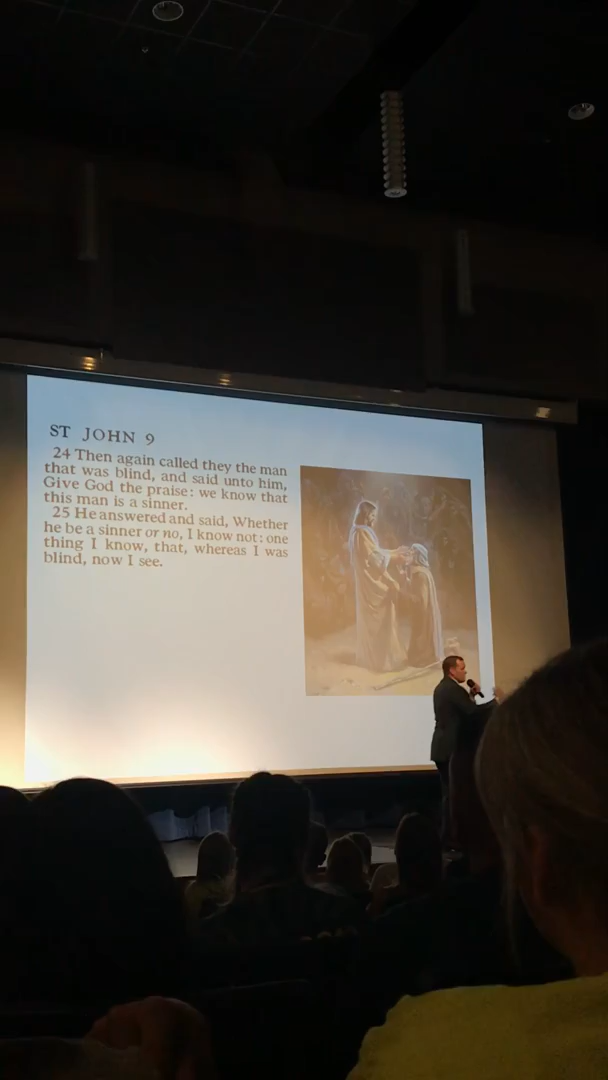 ST JOHN 9
24 Then again called they the man
that was blind, and said unto him,
Give God the praise: we know that
this man is a sinner.
25 He answered and said, Whether
he be a sinner or no, I know not: one
thing I know, that, whereas I was
blind, now I see.